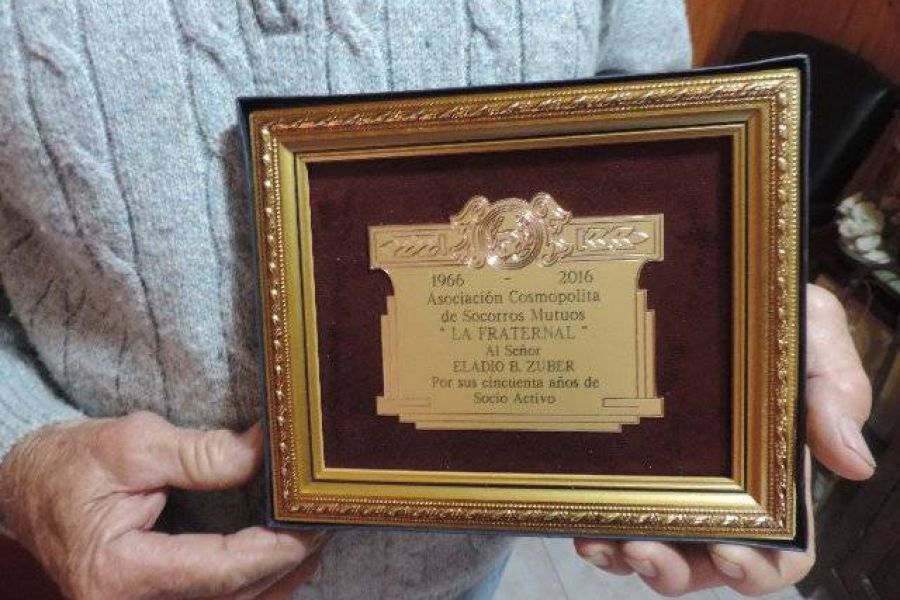 1966 - 2016
Asociación Cosmopolita
de Socorros Mutuos
" LA FRATERNAL "
Al Señor
ELADIO B. ZUBER
Por sus cincuenta años de
Socio Activo